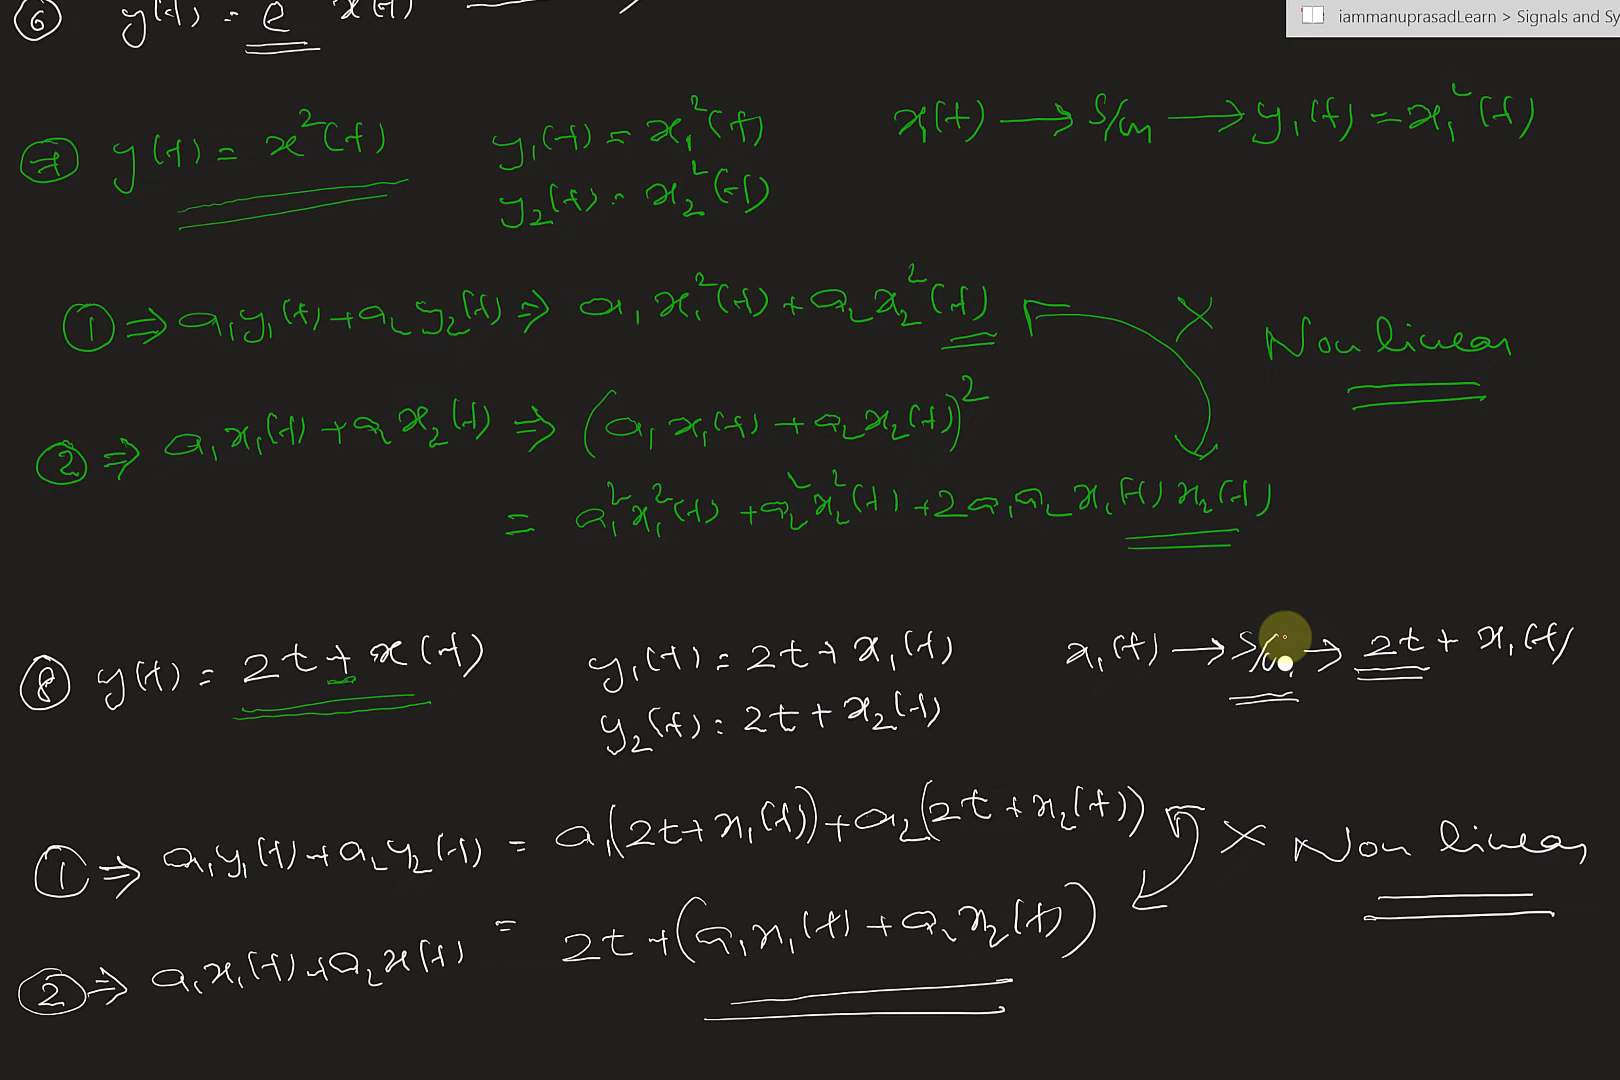 iammanuprasadLearn > Signals and Sy
⑥ y(t) = e x(t)
⑦ y(t) = x²(t) y₁(t) = x₁²(t) x₁(t) → S/m → y₁(t) = x₁²(t)
y₂(t) = x₂²(t)
① ⇒ a₁y₁(t) + a₂y₂(t) ⇒ a₁x₁²(t) + a₂x₂²(t) X Non linear
② ⇒ a₁x₁(t) + a₂x₂(t) ⇒ (a₁x₁(t) + a₂x₂(t))²
= a₁²x₁²(t) + a₂²x₂²(t) + 2a₁a₂x₁(t)x₂(t)
⑧ y(t) = 2t + x(t) y₁(t) = 2t + x₁(t) x₁(t) → S/m → 2t + x₁(t)
y₂(t) = 2t + x₂(t)
① ⇒ a₁y₁(t) + a₂y₂(t) = a₁(2t + x₁(t)) + a₂(2t + x₂(t)) X Non linear
② ⇒ a₁x₁(t) + a₂x(t) = 2t + (a₁x₁(t) + a₂x₂(t))